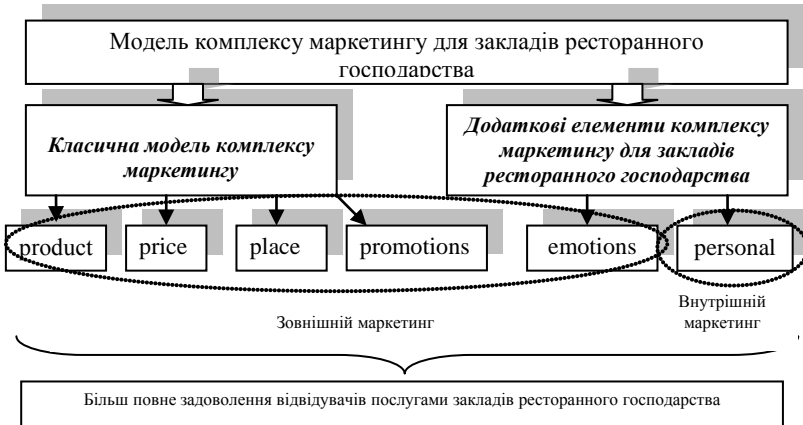 Модель комплексу маркетингу для закладів ресторанного
господарства
Класична модель комплексу
маркетингу
Додаткові елементи комплексу
маркетингу для закладів
ресторанного господарства
product
price
place
promotions
emotions
personal
Зовнішній маркетинг
Внутрішній
маркетинг
Більш повне задоволення відвідувачів послугами закладів ресторанного господарства